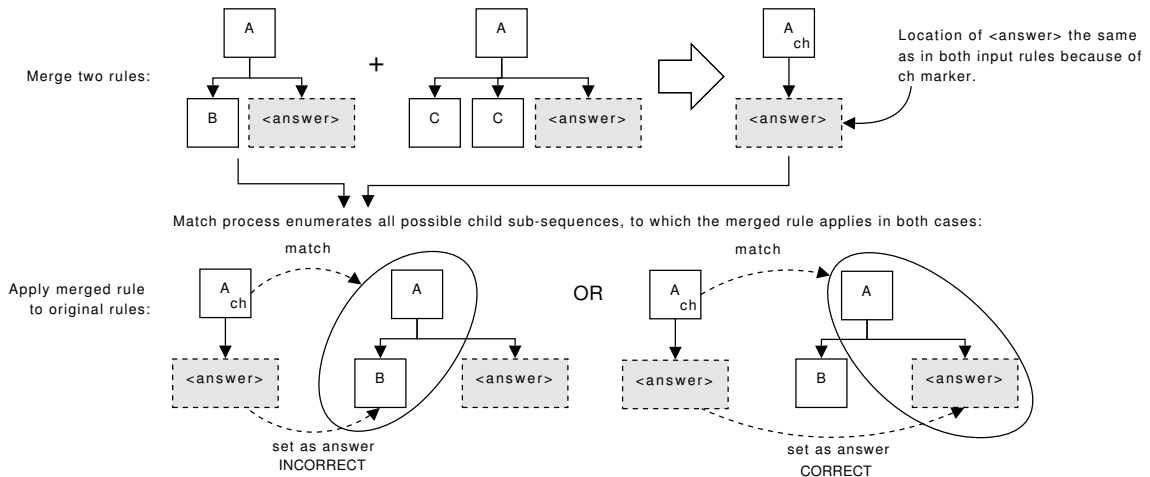 A
A
A
ch
Location of <answer> the same
as in both input rules because of
ch marker.
Merge two rules:
+
B
<answer>
C
C
<answer>
<answer>
Match process enumerates all possible child sub-sequences, to which the merged rule applies in both cases:
match
match
Apply merged rule
to original rules:
A
ch
A
OR
A
ch
A
<answer>
B
<answer>
<answer>
B
<answer>
set as answer
INCORRECT
set as answer
CORRECT